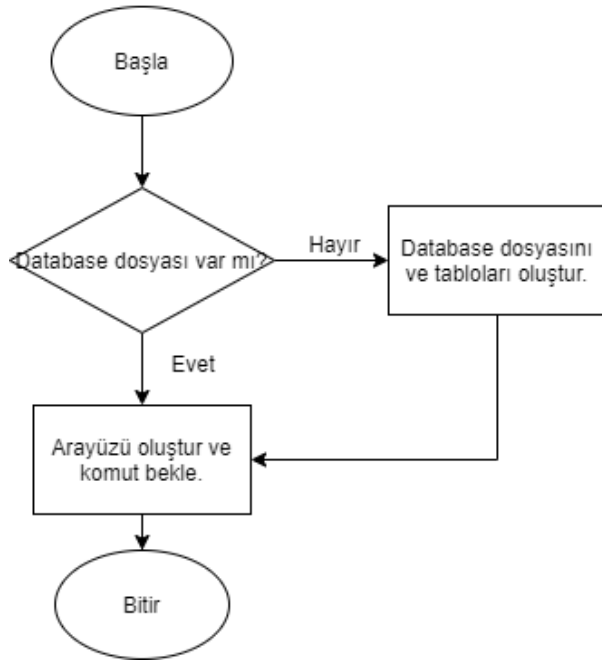 Başla
Database dosyası var mı?
Hayır
Database dosyasını
ve tabloları oluştur.
Evet
Arayüzü oluştur ve
komut bekle.
Bitir